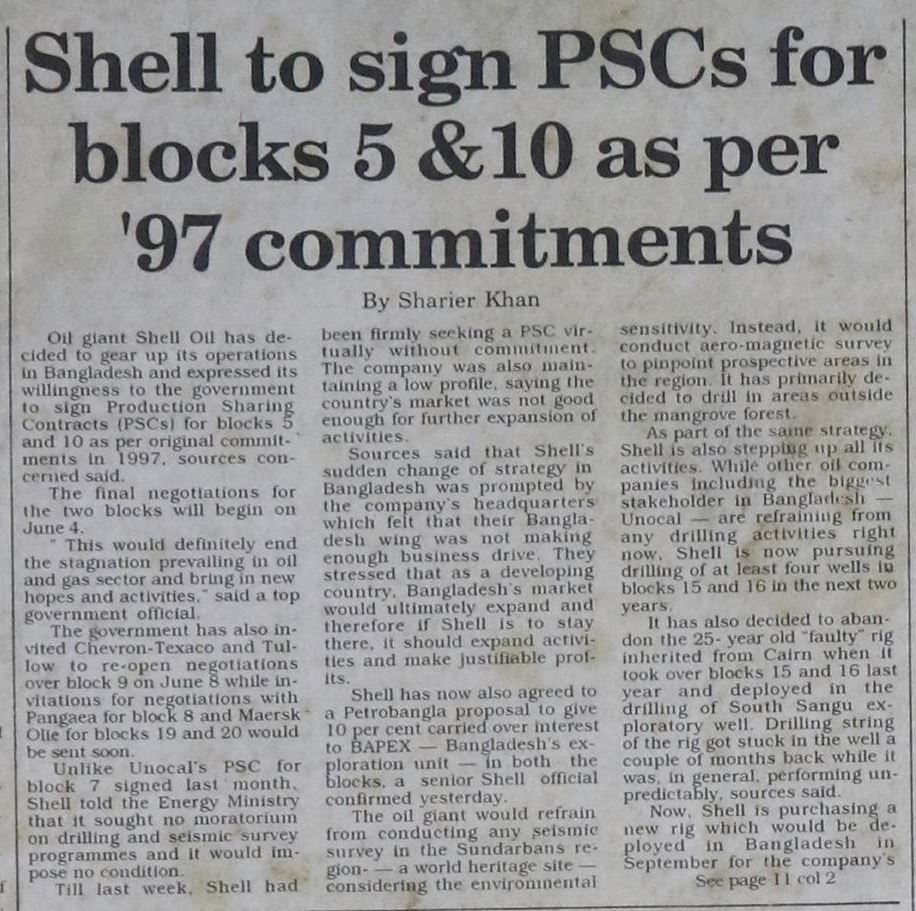 Shell to sign PSCs for
blocks 5 &10 as per
'97 commitments
By Sharier Khan
Oil giant Shell Oil has de-
cided to gear up its operations
in Bangladesh and expressed its
willingness to the government
to sign Production Sharing
Contracts (PSCs) for blocks 5
and 10 as per original commit-
ments in 1997, sources con-
cerned said.
The final negotiations for
the two blocks will begin on
June 4.
" This would definitely end
the stagnation prevailing in oil
and gas sector and bring in new
hopes and activities," said a top
government official.
The government has also in-
vited Chevron-Texaco and Tul-
low to re-open negotiations
over block 9 on June 8 while in-
vitations for negotiations with
Pangaea for block 8 and Maersk
Olie for blocks 19 and 20 would
be sent soon.
Unlike Unocal's PSC for
block 7 signed last month,
Shell told the Energy Ministry
that it sought no moratorium
on drilling and seismic survey
programmes and it would im-
pose no condition.
Till last week, Shell had
been firmly seeking a PSC vir-
tually without commitment.
The company was also main-
taining a low profile, saying the
country's market was not good
enough for further expansion of
activities.
Sources said that Shell's
sudden change of strategy in
Bangladesh was prompted by
the company's headquarters
which felt that their Bangla-
desh wing was not making
enough business drive. They
stressed that as a developing
country, Bangladesh's market
would ultimately expand and
therefore if Shell is to stay
there, it should expand activi-
ties and make justifiable prof-
its.
Shell has now also agreed to
a Petrobangla proposal to give
10 per cent carried over interest
to BAPEX — Bangladesh's ex-
ploration unit — in both the
blocks, a senior Shell official
confirmed yesterday.
The oil giant would refrain
from conducting any seismic
survey in the Sundarbans re-
gion- — a world heritage site —
considering the environmental
sensitivity. Instead, it would
conduct aero-magnetic survey
to pinpoint prospective areas in
the region. It has primarily de-
cided to drill in areas outside
the mangrove forest.
As part of the same strategy,
Shell is also stepping up all its
activities. While other oil com-
panies including the biggest
stakeholder in Bangladesh —
Unocal — are refraining from
any drilling activities right
now, Shell is now pursuing
drilling of at least four wells in
blocks 15 and 16 in the next two
years.
It has also decided to aban-
don the 25- year old "faulty" rig
inherited from Cairn when it
took over blocks 15 and 16 last
year and deployed in the
drilling of South Sangu ex-
ploratory well. Drilling string
of the rig got stuck in the well a
couple of months back while it
was, in general, performing un-
predictably, sources said.
Now, Shell is purchasing a
new rig which would be de-
ployed in Bangladesh in
September for the company's
See page 11 col 2